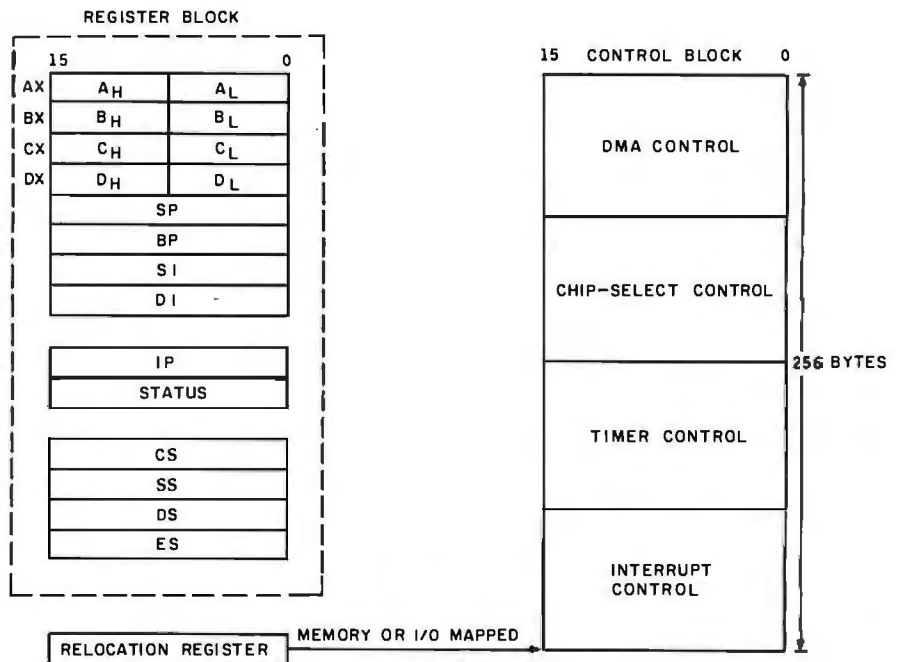 REGISTER BLOCK
15 0
AX AH AL
BX BH BL
CX CH CL
DX DH DL
SP
BP
SI
DI
IP
STATUS
CS
SS
DS
ES
RELOCATION REGISTER
MEMORY OR I/O MAPPED
15 CONTROL BLOCK 0
DMA CONTROL
CHIP-SELECT CONTROL
256 BYTES
TIMER CONTROL
INTERRUPT
CONTROL